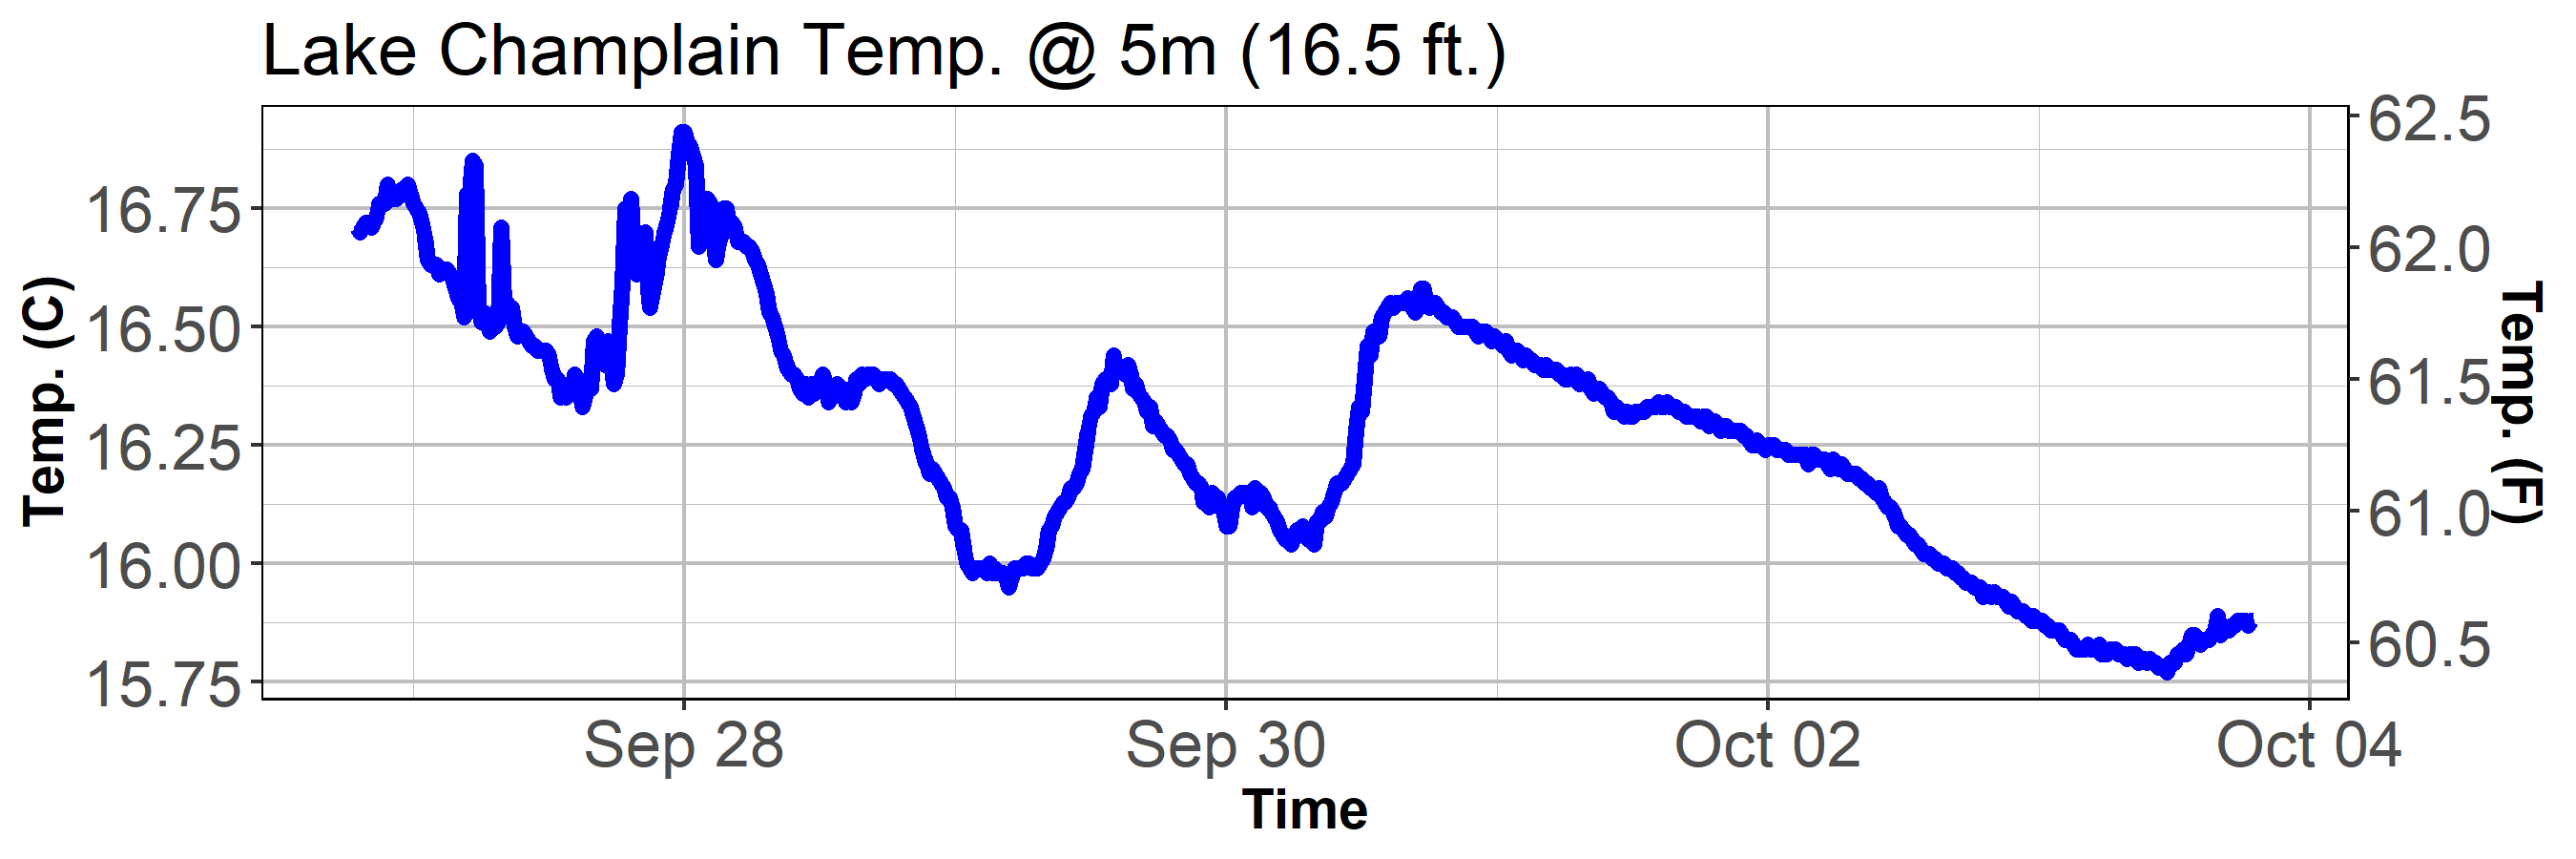 Lake Champlain Temp. @ 5m (16.5 ft.)
Temp. (C)
16.75
16.50
16.25
16.00
15.75
62.5
62.0
61.5
61.0
60.5
Temp. (F)
Sep 28 Sep 30 Oct 02 Oct 04
Time